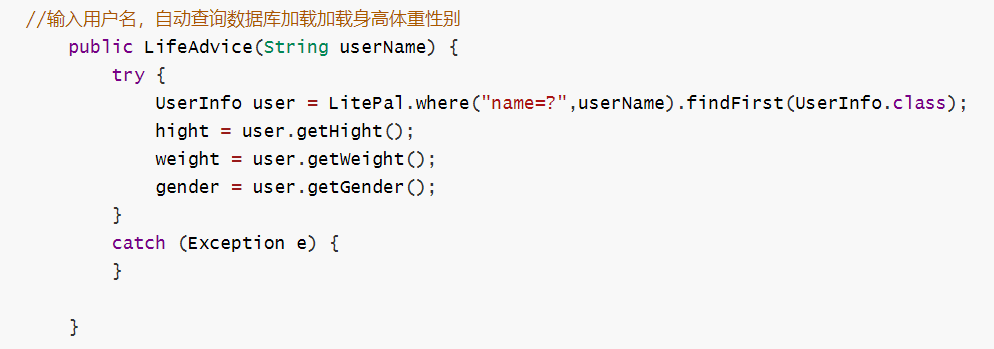 //输入用户名，自动查询数据库加载加载身高体重性别
public LifeAdvice(String userName) {
try {
UserInfo user = LitePal.where("name=?",userName).findFirst(UserInfo.class);
hight = user.getHight();
weight = user.getWeight();
gender = user.getGender();
}
catch (Exception e) {
}
}